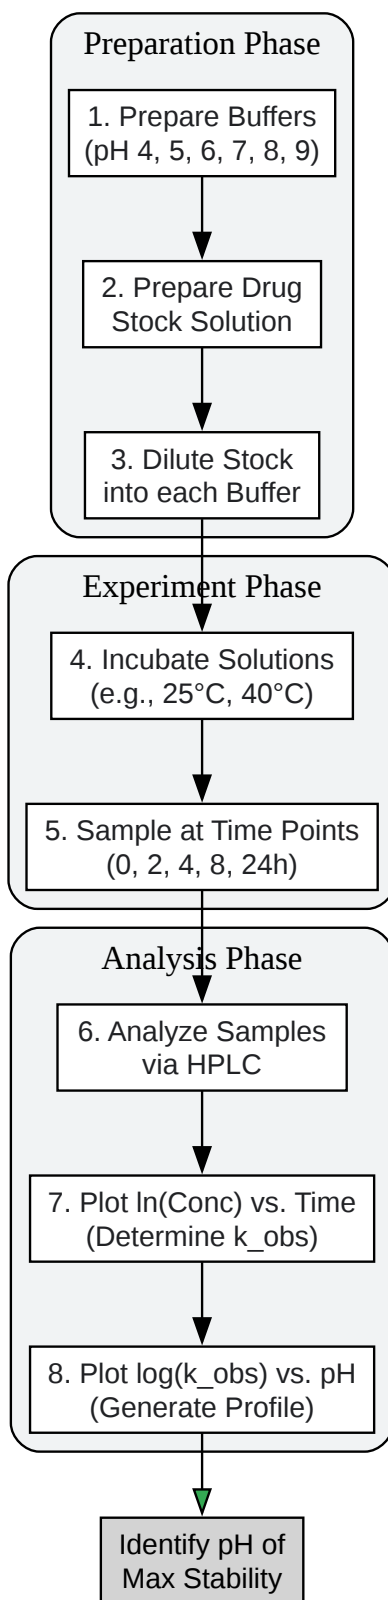 Preparation Phase
1. Prepare Buffers
(pH 4, 5, 6, 7, 8, 9)
2. Prepare Drug
Stock Solution
3. Dilute Stock
into each Buffer
Experiment Phase
4. Incubate Solutions
(e.g., 25°C, 40°C)
5. Sample at Time Points
(0, 2, 4, 8, 24h)
Analysis Phase
6. Analyze Samples
via HPLC
7. Plot ln(Conc) vs. Time
(Determine k_obs)
8. Plot log(k_obs) vs. pH
(Generate Profile)
Identify pH of
Max Stability